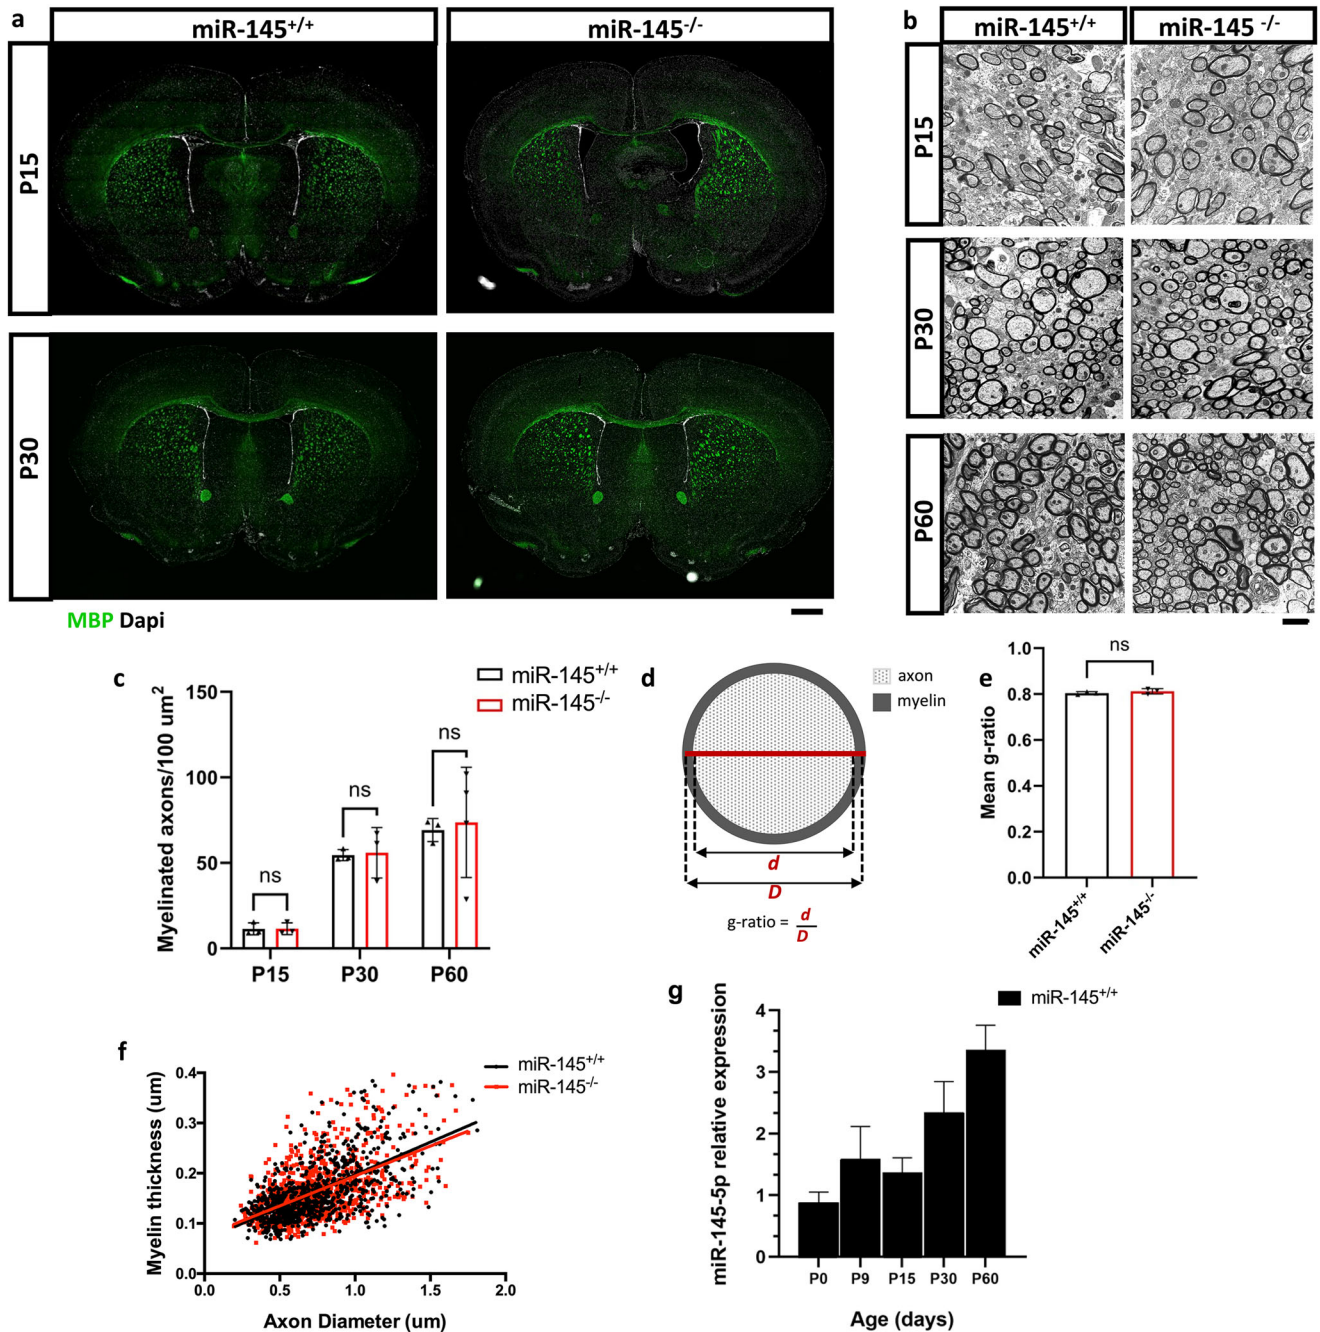 a
miR-145+/+
miR-145-/-
P15
P30
MBP Dapi
b
miR-145+/+
miR-145 -/-
P15
P30
P60
c
miR-145+/+
miR-145-/-
Myelinated axons/100 um2
150
100
50
0
ns
ns
ns
P15
P30
P60
d
axon
myelin
d
D
g-ratio = d
D
e
Mean g-ratio
1.0
0.8
0.6
0.4
0.2
0.0
ns
miR-145+/+
miR-145-/-
f
miR-145+/+
miR-145-/-
Myelin thickness (um)
0.4
0.3
0.2
0.1
0.0
0.0
0.5
1.0
1.5
2.0
Axon Diameter (um)
g
miR-145+/+
miR-145-5p relative expression
4
3
2
1
0
P0
P9
P15
P30
P60
Age (days)